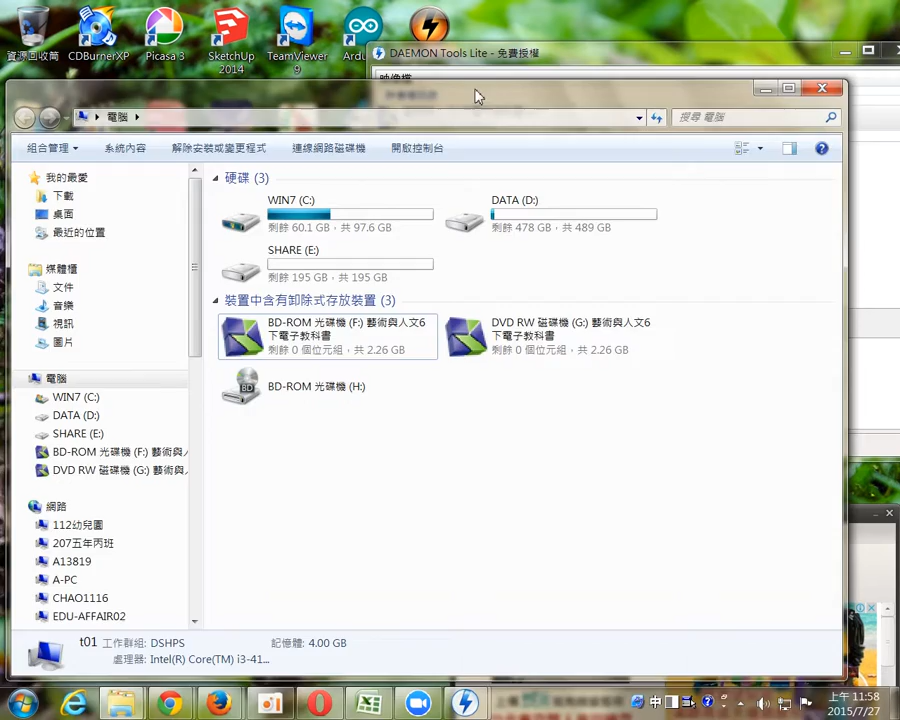 資源回收筒
CDBurnerXP
Picasa 3
SketchUp
2014
TeamViewer
9
DAEMON Tools Lite - 免費授權
映像檔
電腦
搜尋 電腦
組合管理
系統內容
解除安裝或變更程式
連線網路磁碟機
開啟控制台
我的最愛
下載
桌面
最近的位置
媒體櫃
文件
音樂
視訊
圖片
電腦
WIN7 (C:)
DATA (D:)
SHARE (E:)
BD-ROM 光碟機 (F:) 藝術與人
DVD RW 磁碟機 (G:) 藝術與人
網路
112幼兒園
207五年丙班
A13819
A-PC
CHAO1116
EDU-AFFAIR02
硬碟 (3)
WIN7 (C:)
剩餘 60.1 GB，共 97.6 GB
DATA (D:)
剩餘 478 GB，共 489 GB
SHARE (E:)
剩餘 195 GB，共 195 GB
裝置中含有卸除式存放裝置 (3)
BD-ROM 光碟機 (F:) 藝術與人文6
下電子教科書
剩餘 0 個位元組，共 2.26 GB
DVD RW 磁碟機 (G:) 藝術與人文6
下電子教科書
剩餘 0 個位元組，共 2.26 GB
BD-ROM 光碟機 (H:)
t01 工作群組: DSHPS
記憶體: 4.00 GB
處理器: Intel(R) Core(TM) i3-41...
中
上午 11:58
2015/7/27